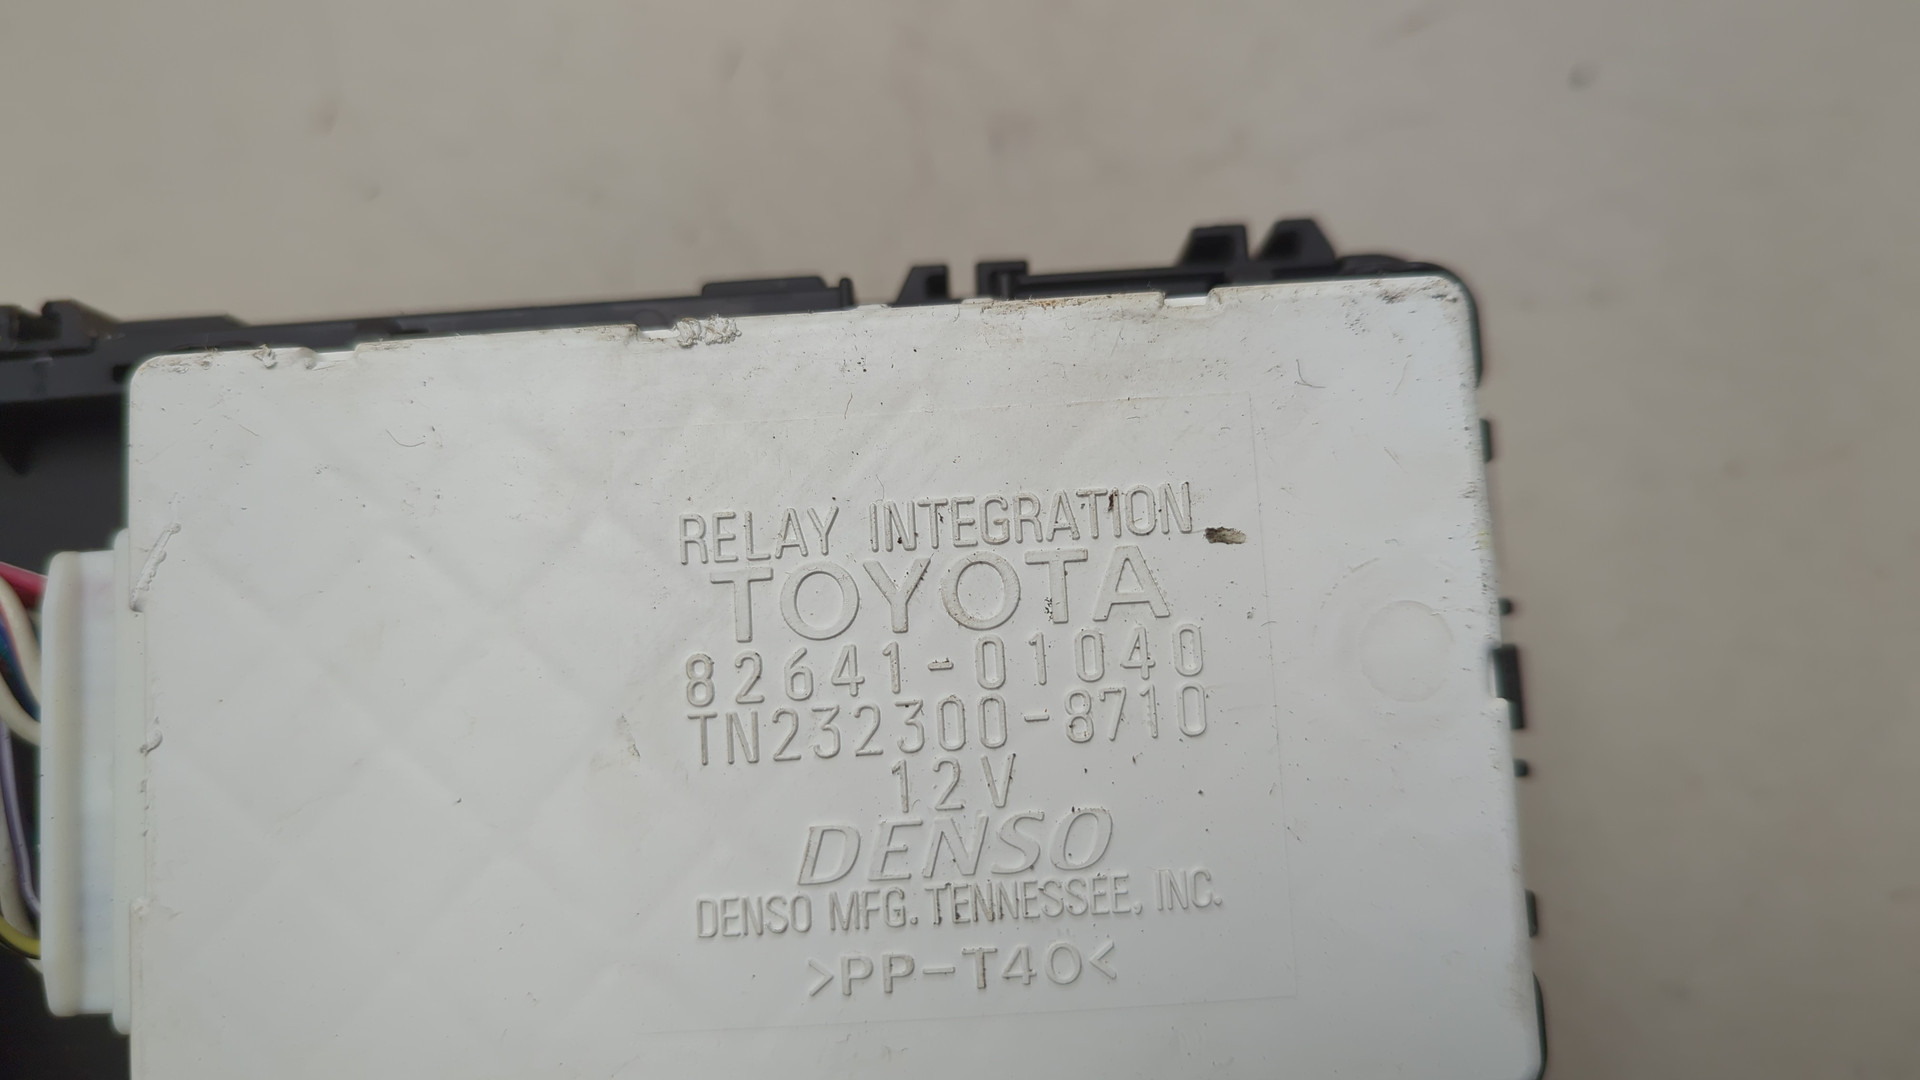 RELAY INTEGRATION
TOYOTA
82641-01040
TN232300-8710
12V
DENSO
DENSO MFG. TENNESSEE, INC.
>PP-T40<